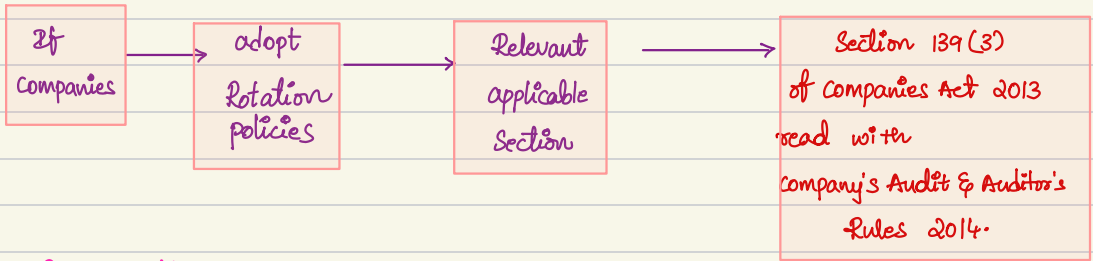 If
Companies
adopt
Rotation
policies
Relevant
applicable
Section
Section 139 (3)
of Companies Act 2013
read with
Company's Audit & Auditor's
Rules 2014.